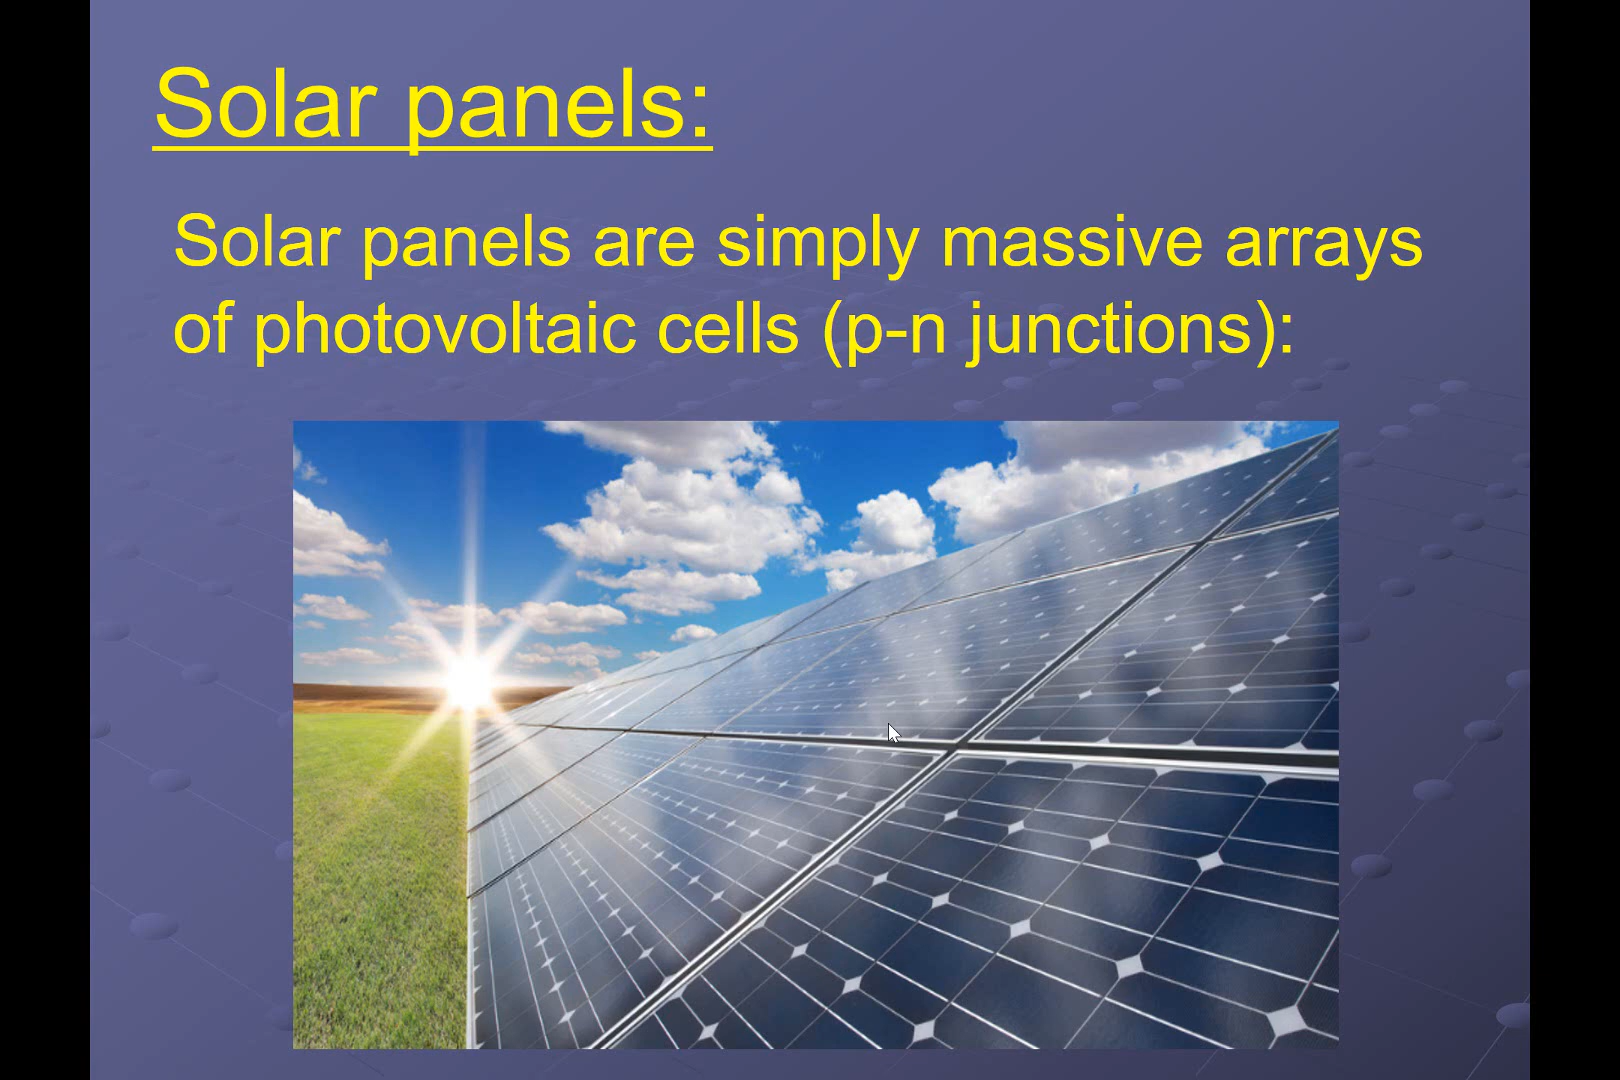 Solar panels:
Solar panels are simply massive arrays
of photovoltaic cells (p-n junctions):